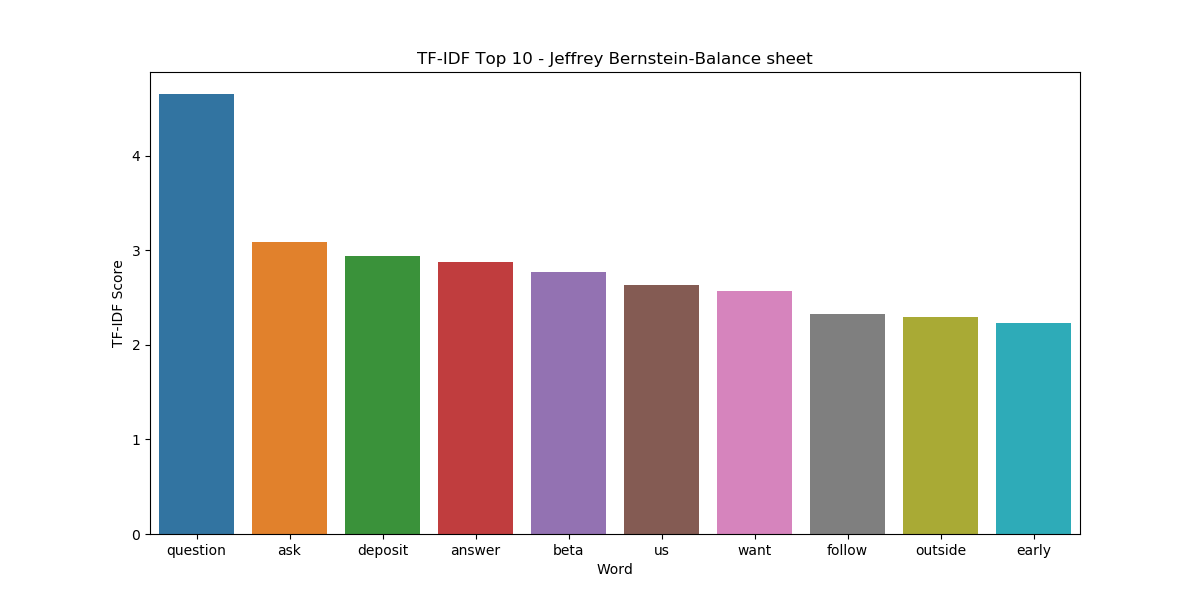 TF-IDF Top 10 - Jeffrey Bernstein-Balance sheet
TF-IDF Score
4
3
2
1
0
question ask deposit answer beta us want follow outside early
Word